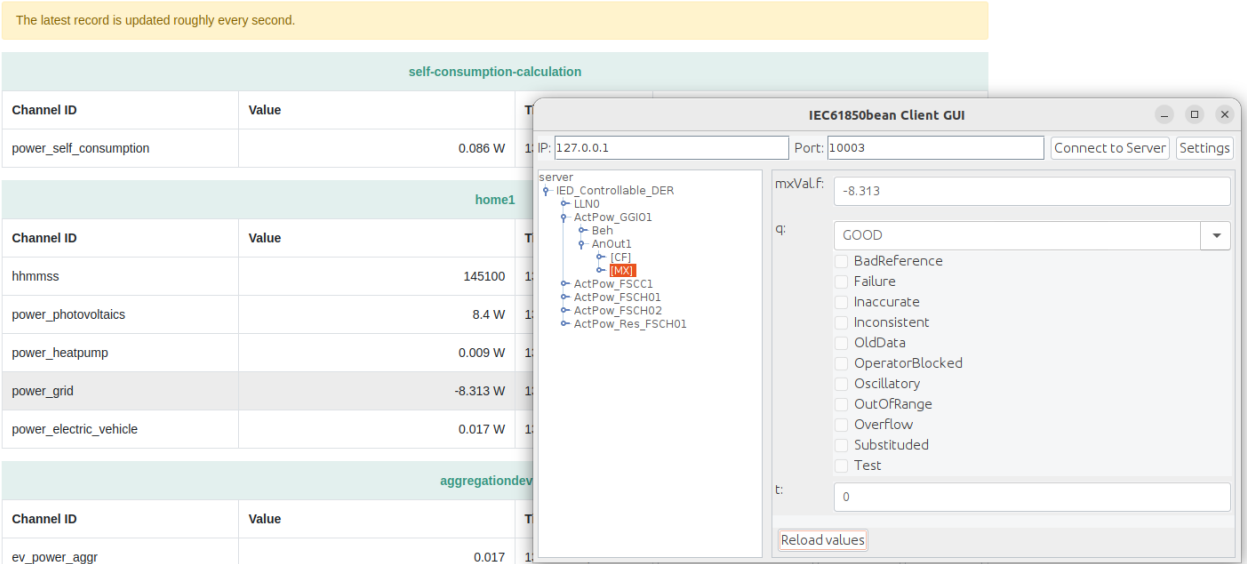 The latest record is updated roughly every second.
self-consumption-calculation
Channel ID Value
power_self_consumption 0.086 W
home1
Channel ID Value
hhmmss 145100
power_photovoltaics 8.4 W
power_heatpump 0.009 W
power_grid -8.313 W
power_electric_vehicle 0.017 W
Channel ID Value
ev_power_aggr 0.017
IEC61850bean Client GUI
IP: 127.0.0.1 Port: 10003 Connect to Server Settings
server
IED_Controllable_DER
LLN0
ActPow_GGIO1
Beh
AnOut1
[CF]
[MX]
ActPow_FSCC1
ActPow_FSCH01
ActPow_FSCH02
ActPow_Res_FSCH01
mxVal.f: -8.313
q: GOOD
BadReference
Failure
Inaccurate
Inconsistent
OldData
OperatorBlocked
Oscillatory
OutOfRange
Overflow
Substituded
Test
t: 0
Reload values